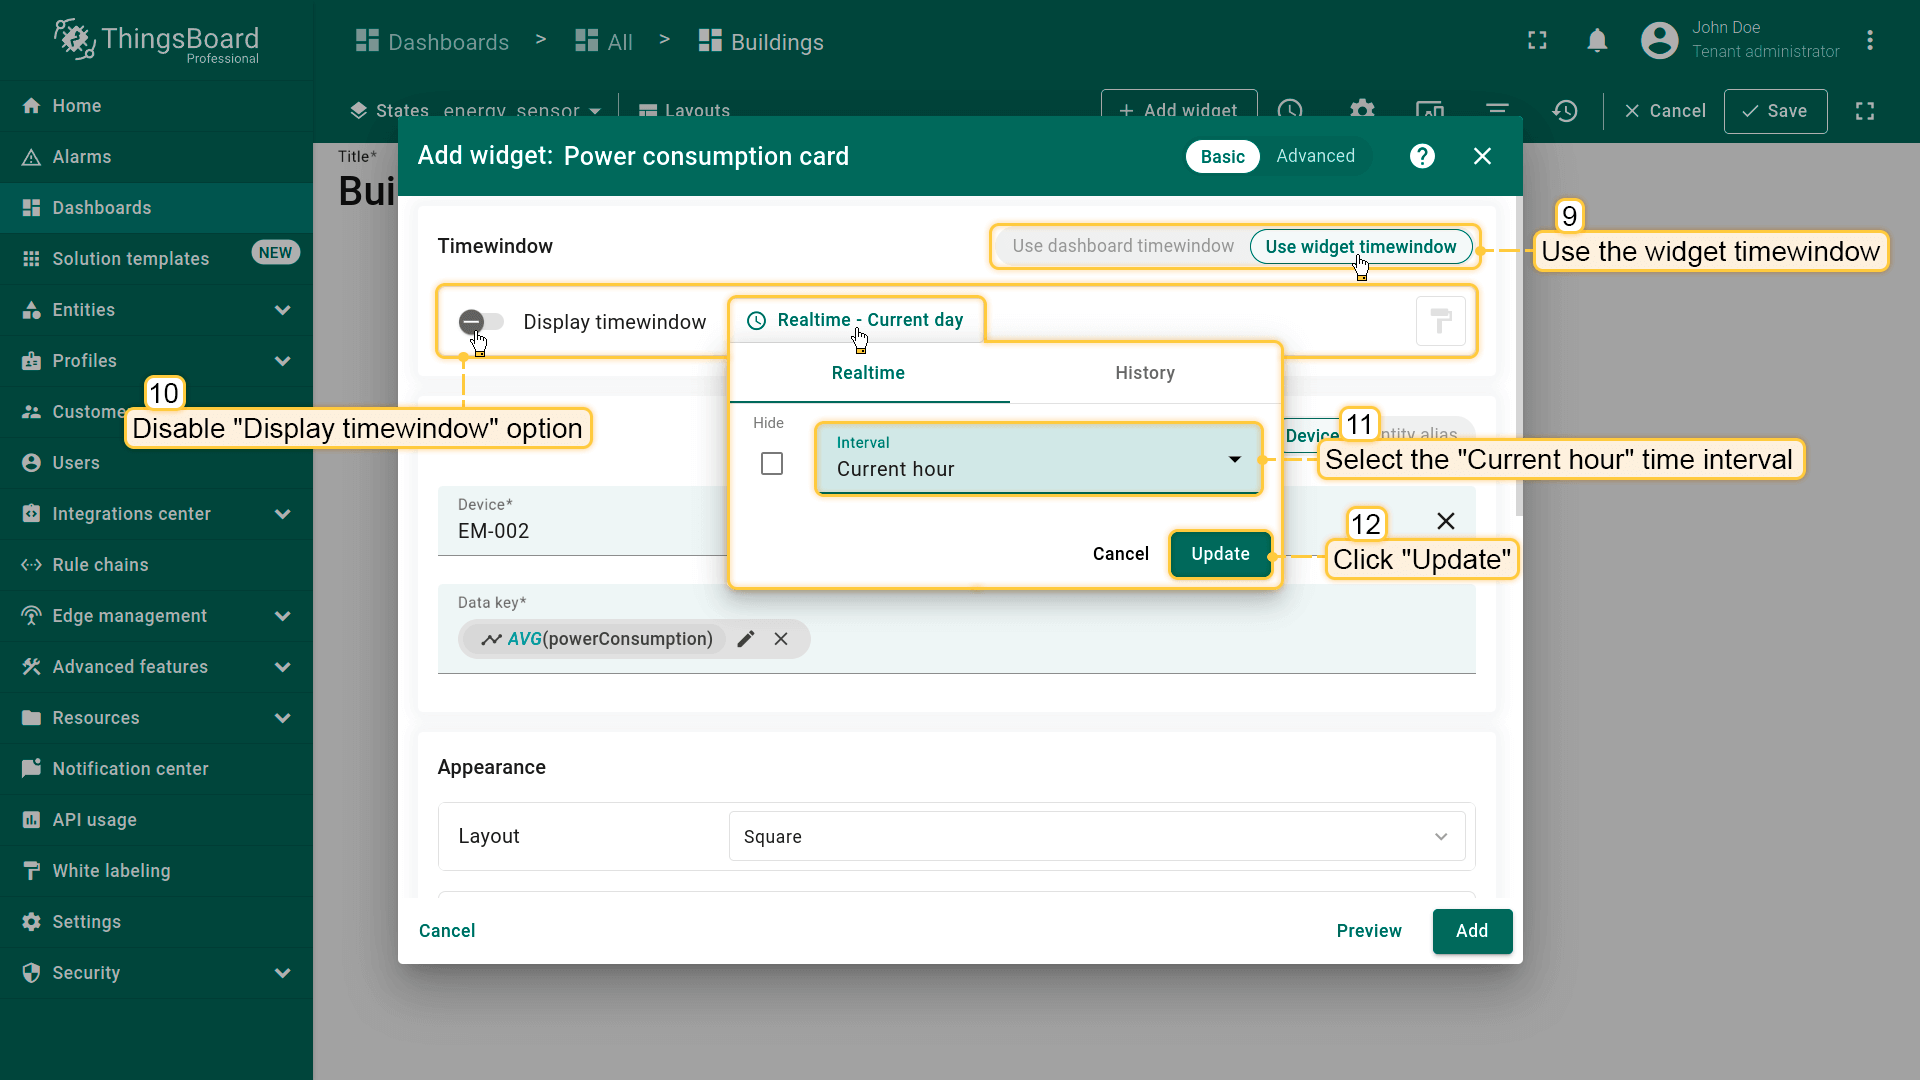 ThingsBoard
Professional
Dashboards > All > Buildings
John Doe
Tenant administrator
Home
Alarms
Dashboards
Solution templates NEW
Entities
Profiles
Custome
Users
Integrations center
Rule chains
Edge management
Advanced features
Resources
Notification center
API usage
White labeling
Settings
Security
States energy_sensor Layouts + Add widget Cancel Save
Title*
Bui
Add widget: Power consumption card Basic Advanced
Timewindow
Use dashboard timewindow Use widget timewindow
9
Use the widget timewindow
Display timewindow Realtime - Current day
10
Disable "Display timewindow" option
Realtime History
Hide
Interval
Current hour
Device ntity alias
11
Select the "Current hour" time interval
Device*
EM-002
Cancel Update
12
Click "Update"
Data key*
AVG(powerConsumption)
Appearance
Layout Square
Cancel Preview Add